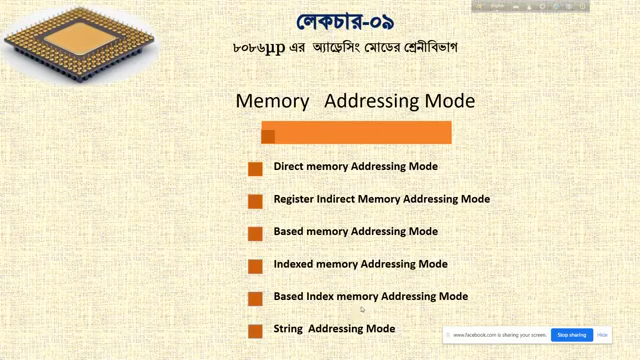 লেকচার-০৯
৮০৮৬µp এর অ্যাড্রেসিং মোডের শ্রেনীবিভাগ
Memory Addressing Mode
Direct memory Addressing Mode
Register Indirect Memory Addressing Mode
Based memory Addressing Mode
Indexed memory Addressing Mode
Based Index memory Addressing Mode
String Addressing Mode
www.facebook.com is sharing your screen.
Stop sharing
Hide